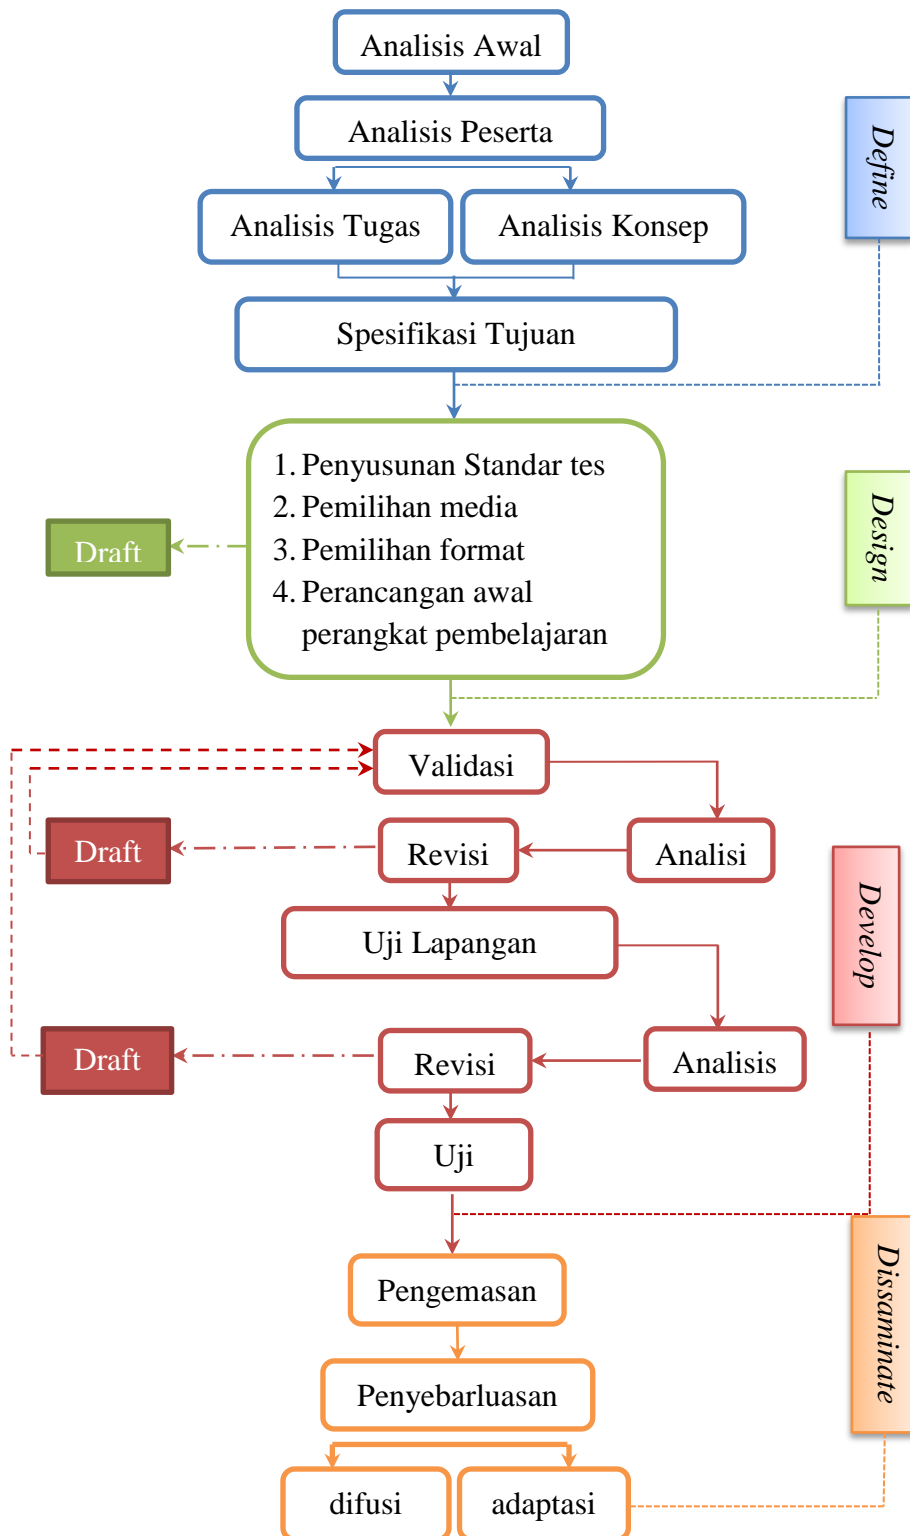 Analisis Awal
Analisis Peserta
Define
Analisis Tugas
Analisis Konsep
Spesifikasi Tujuan
1. Penyusunan Standar tes
2. Pemilihan media
3. Pemilihan format
4. Perancangan awal
perangkat pembelajaran
Draft
Design
Validasi
Draft
Revisi
Analisi
Uji Lapangan
Develop
Draft
Revisi
Analisis
Uji
Pengemasan
Dissaminate
Penyebarluasan
difusi
adaptasi